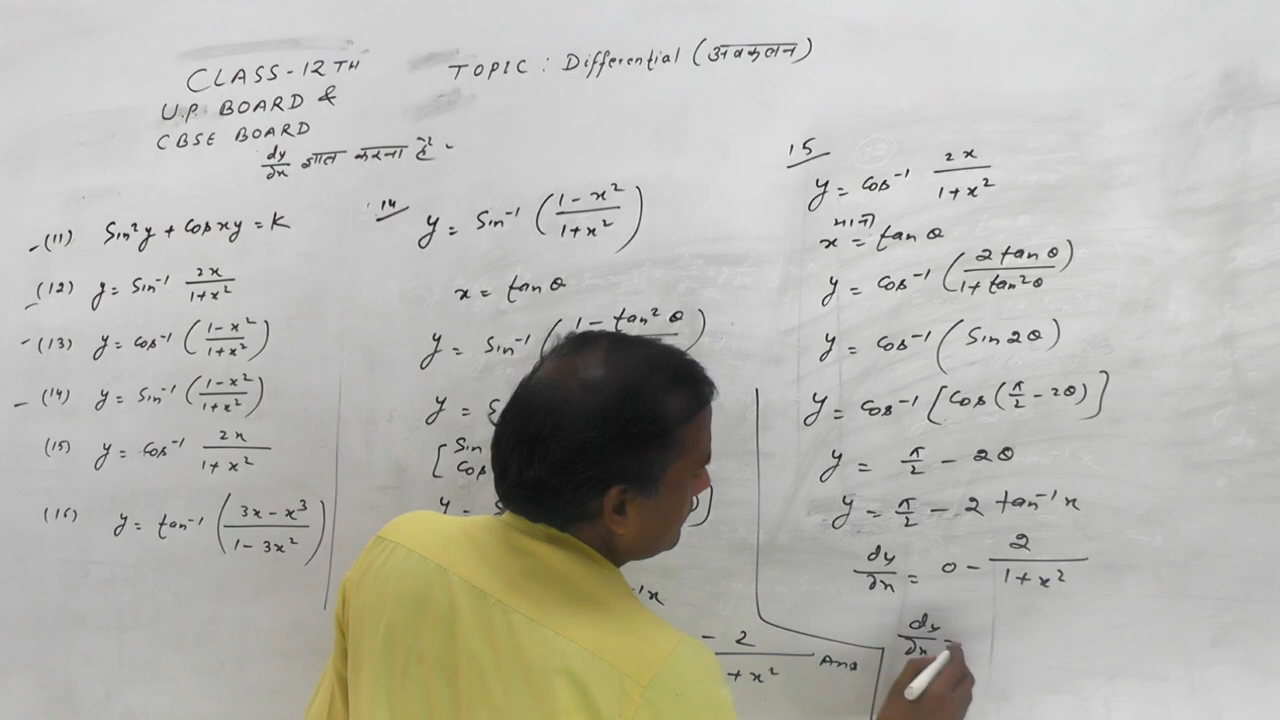 CLASS-12TH
U.P. BOARD &
CBSE BOARD
TOPIC : Differential (अवकलन)
dy/dx ज्ञात करना है -
(11) Sin²y + cos xy = K
(12) y = Sin⁻¹ 2x/1+x²
(13) y = cos⁻¹ (1-x²/1+x²)
(14) y = Sin⁻¹ (1-x²/1+x²)
(15) y = cos⁻¹ 2x/1+x²
(16) y = tan⁻¹ (3x-x³/1-3x²)
14
y = Sin⁻¹ (1-x²/1+x²)
x = tan θ
y = Sin⁻¹ (1 - tan² θ
y =
[Sin
Cos
y =
-2
+x² Ans
15
y = cos⁻¹ 2x/1+x²
माना
x = tan θ
y = cos⁻¹ (2 tan θ/1+tan²θ)
y = cos⁻¹ (Sin 2θ)
y = cos⁻¹ [cos (π/2 - 2θ)]
y = π/2 - 2θ
y = π/2 - 2 tan⁻¹x
dy/dx = 0 - 2/1+x²
dy/dx =